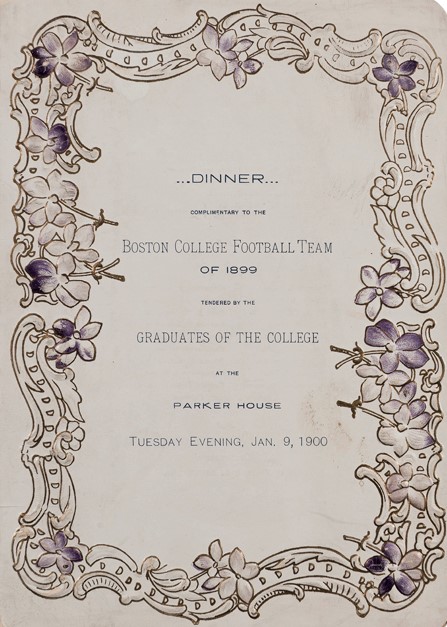 ...DINNER...
COMPLIMENTARY TO THE
BOSTON COLLEGE FOOTBALL TEAM
OF 1899
TENDERED BY THE
GRADUATES OF THE COLLEGE
AT THE
PARKER HOUSE
TUESDAY EVENING, JAN. 9, 1900